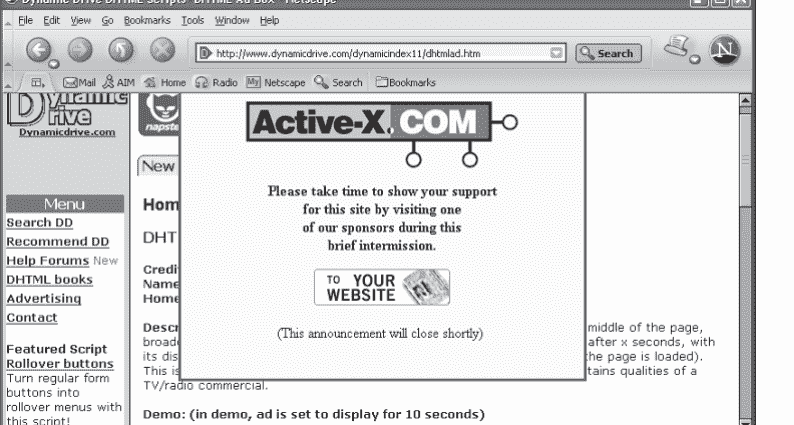 Dynamic Drive DHTML Scripts- DHTML Ad Box - Netscape
File Edit View Go Bookmarks Tools Window Help
http://www.dynamicdrive.com/dynamicindex11/dhtmlad.htm
Search
N
Mail AIM Home Radio My Netscape Search Bookmarks
Dynamic
Drive
Dynamicdrive.com
napste
Menu
Search DD
Recommend DD
Help Forums New
DHTML books
Advertising
Contact
Featured Script
Rollover buttons
Turn regular form
buttons into
rollover menus with
this script!
New
Hom
DHT
Credi
Name
Home
Active-X.COM
Please take time to show your support
for this site by visiting one
of our sponsors during this
brief intermission.
TO YOUR
WEBSITE
(This announcement will close shortly)
Descr middle of the page,
broad after x seconds, with
its dis the page is loaded).
This is tains qualities of a
TV/radio commercial.
Demo: (in demo, ad is set to display for 10 seconds)